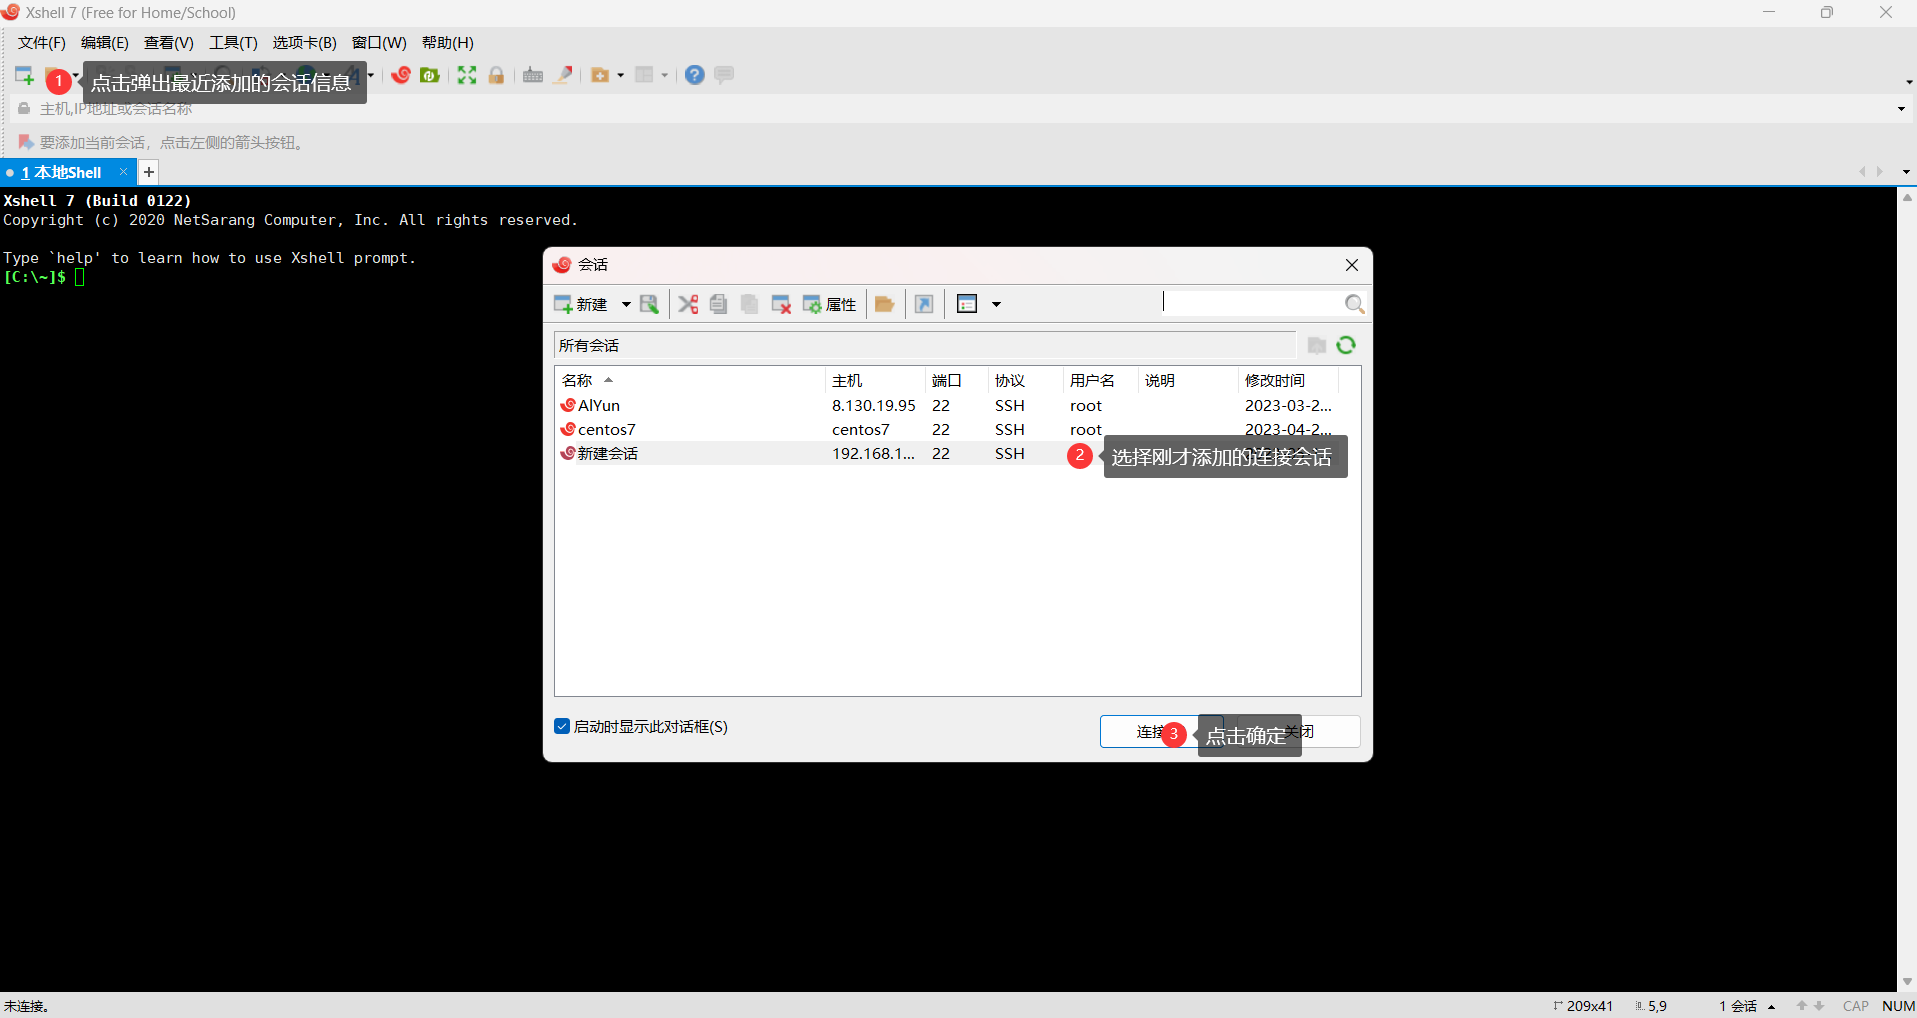 Xshell 7 (Free for Home/School)
文件(F) 编辑(E) 查看(V) 工具(T) 选项卡(B) 窗口(W) 帮助(H)
1 点击弹出最近添加的会话信息
主机,IP地址或会话名称
要添加当前会话，点击左侧的箭头按钮。
1 本地Shell
Xshell 7 (Build 0122)
Copyright (c) 2020 NetSarang Computer, Inc. All rights reserved.
Type `help' to learn how to use Xshell prompt.
[C:\~]$
会话
新建 属性
所有会话
名称 主机 端口 协议 用户名 说明 修改时间
AlYun 8.130.19.95 22 SSH root 2023-03-2...
centos7 centos7 22 SSH root 2023-04-2...
新建会话 192.168.1... 22 SSH
2 选择刚才添加的连接会话
启动时显示此对话框(S)
连接 3 点击确定 关闭
未连接。 209x41 5,9 1 会话 CAP NUM